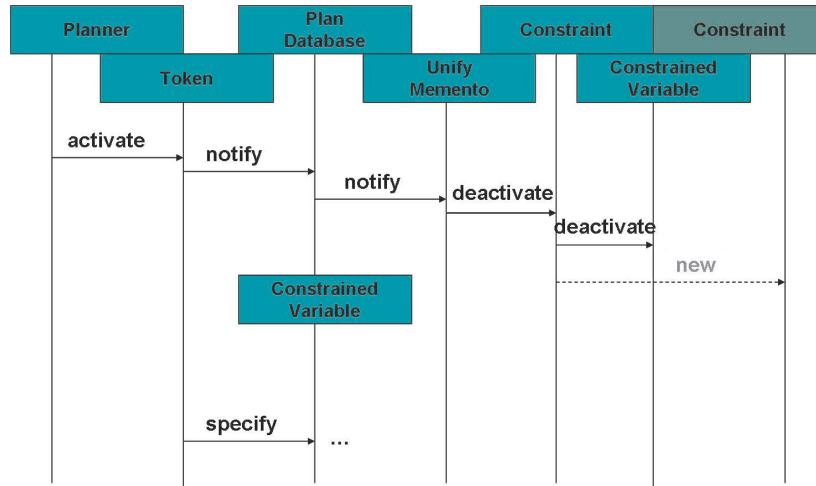 Planner
Plan
Database
Constraint
Constraint
Token
Unify
Memento
Constrained
Variable
activate
notify
notify
deactivate
deactivate
new
Constrained
Variable
specify
...